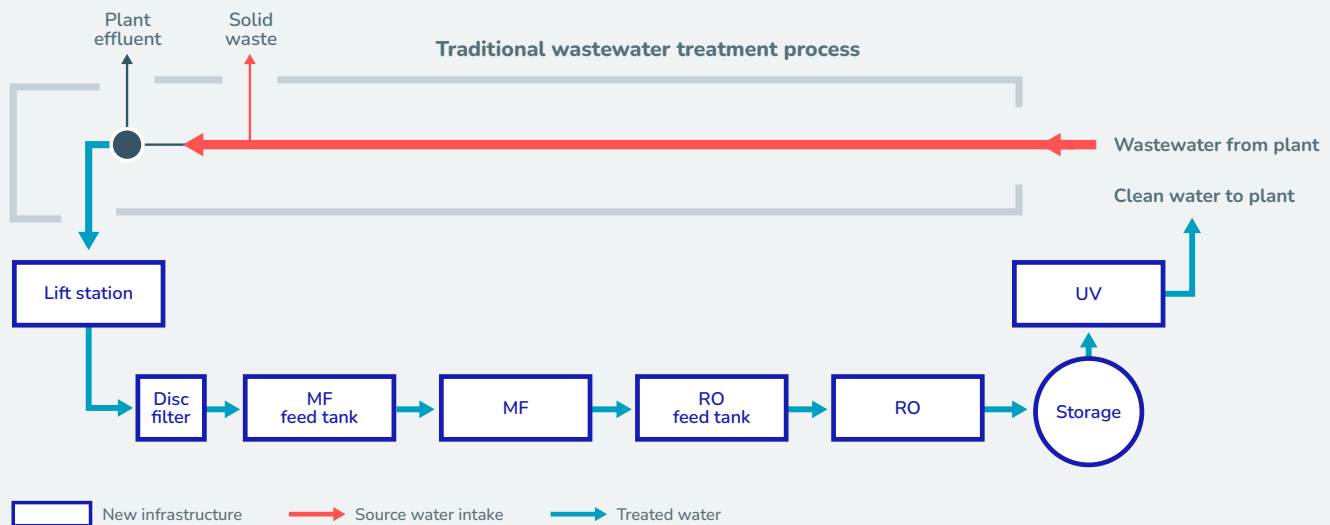 Plant
effluent
Solid
waste
Traditional wastewater treatment process
Wastewater from plant
Clean water to plant
Lift station
UV
Disc
filter
MF
feed tank
MF
RO
feed tank
RO
Storage
New infrastructure
Source water intake
Treated water